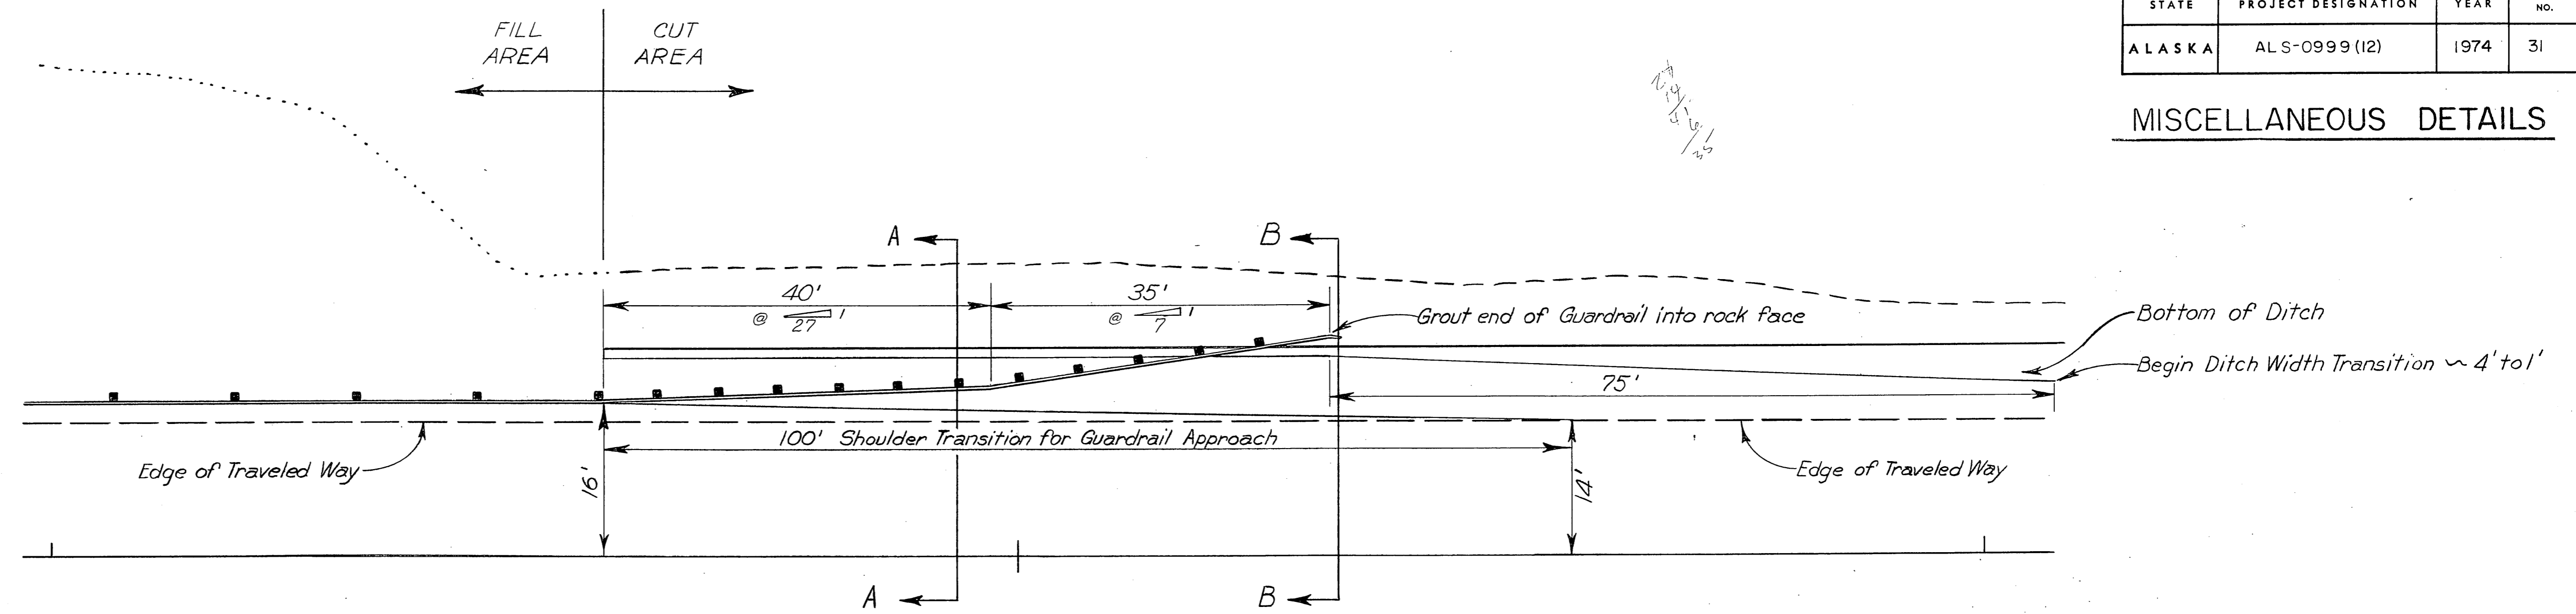 STATE PROJECT DESIGNATION YEAR NO.
ALASKA ALS-0999(12) 1974 31
MISCELLANEOUS DETAILS
FILL AREA
CUT AREA
A
B
40'
@ 27 1
35'
@ 7 1
Grout end of Guardrail into rock face
Bottom of Ditch
Begin Ditch Width Transition ~ 4' to 1'
75'
100' Shoulder Transition for Guardrail Approach
Edge of Traveled Way
Edge of Traveled Way
16'
14'
A
B